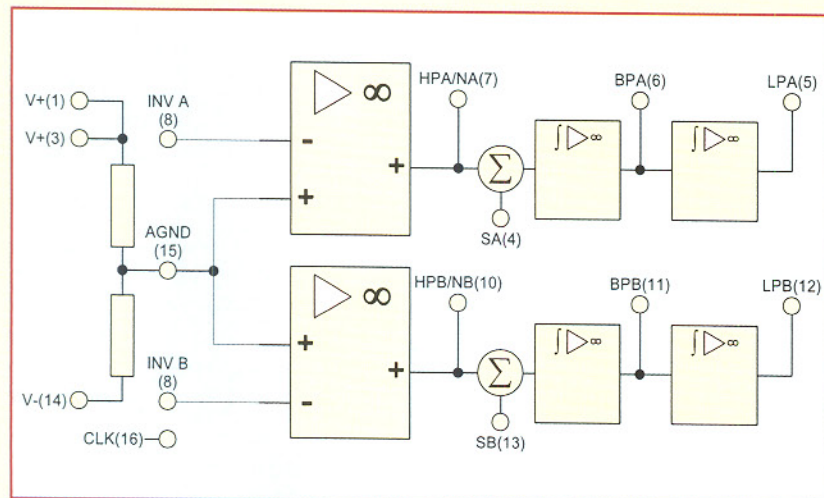 V+(1)
V+(3)
INV A
(8)
AGND
(15)
V-(14)
INV B
(8)
CLK(16)
▷ ∞
-
+
+
HPA/NA(7)
Σ
SA(4)
∫▷∞
BPA(6)
∫▷∞
LPA(5)
▷ ∞
+
-
+
HPB/NB(10)
Σ
SB(13)
∫▷∞
BPB(11)
∫▷∞
LPB(12)